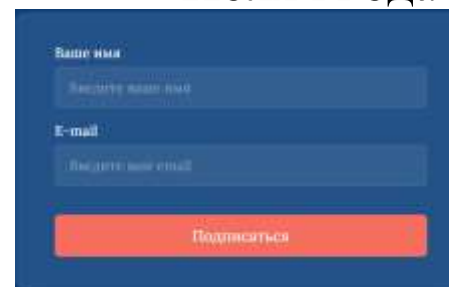 Ваше имя
Введите ваше имя
E-mail
Введите ваш email
Подписаться